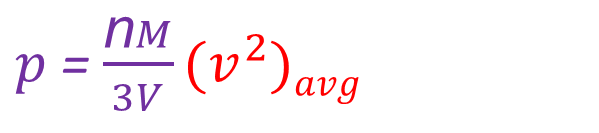 p = nM/3V (v²)avg